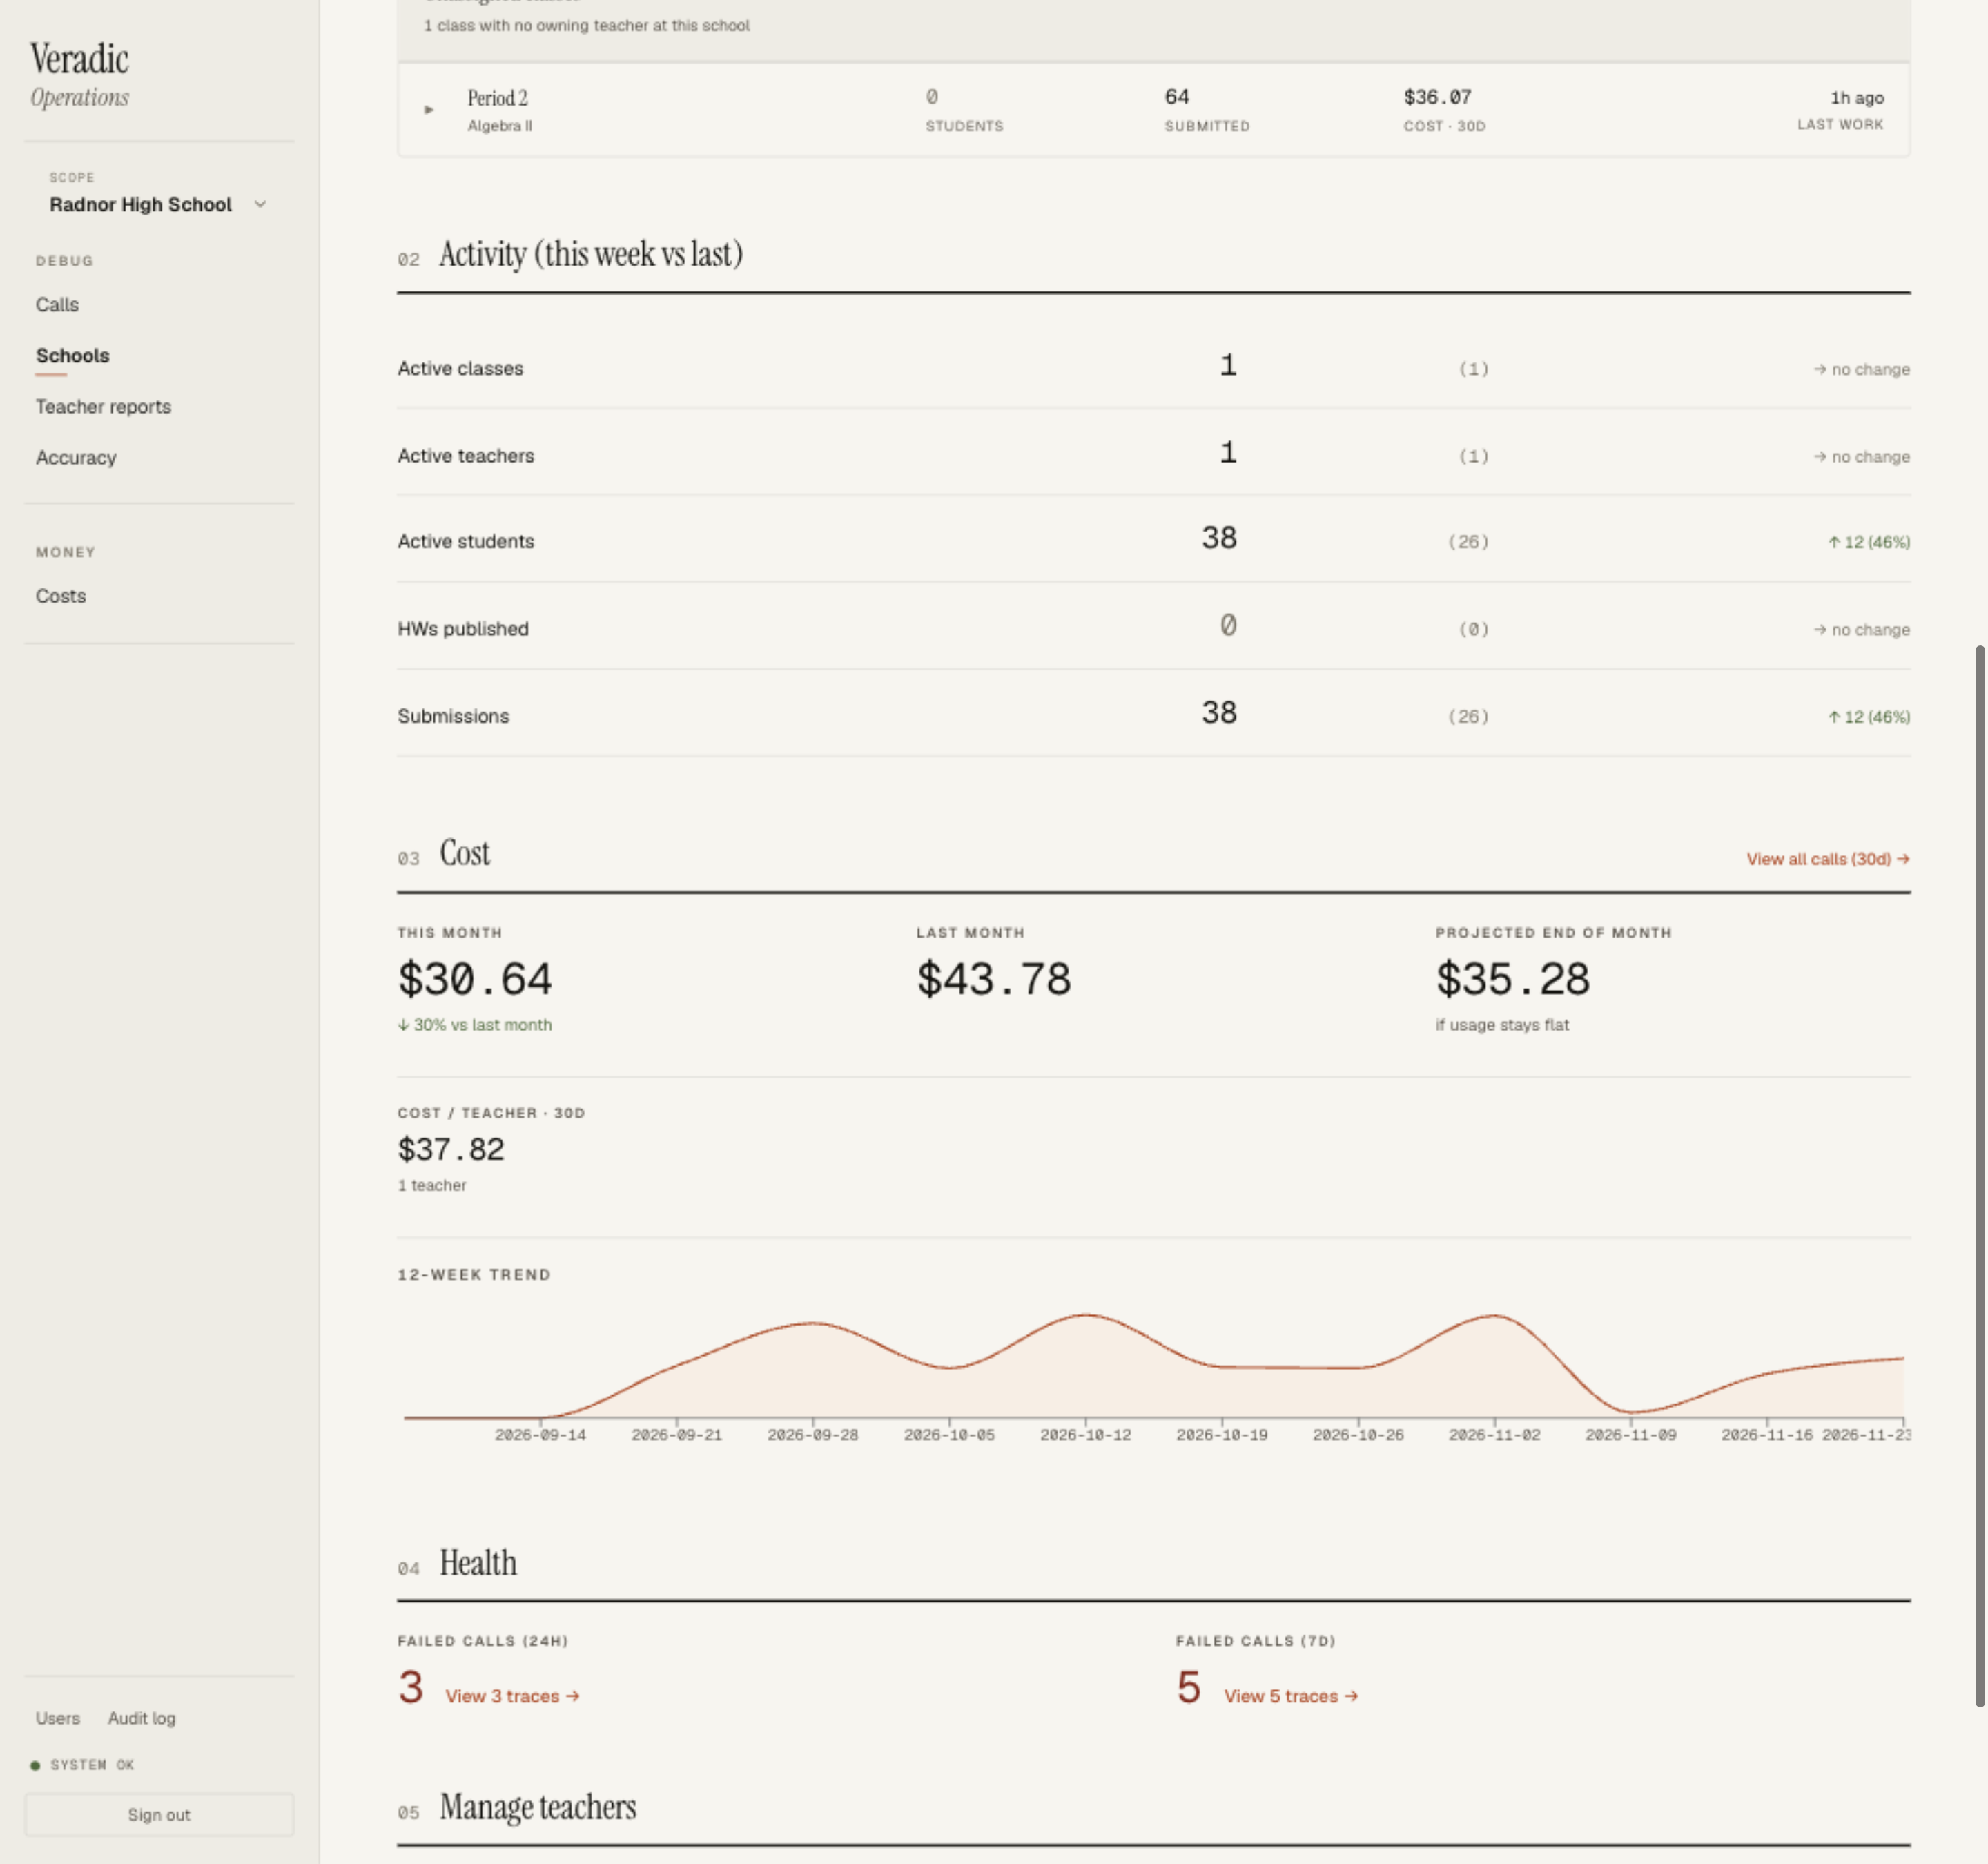 Veradic
Operations
SCOPE
Radnor High School
DEBUG
Calls
Schools
Teacher reports
Accuracy
MONEY
Costs
Users Audit log
SYSTEM OK
Sign out
1 class with no owning teacher at this school
Period 2
Algebra II
0
STUDENTS
64
SUBMITTED
$36.07
COST · 30D
1h ago
LAST WORK
02 Activity (this week vs last)
Active classes 1 (1) → no change
Active teachers 1 (1) → no change
Active students 38 (26) ↑ 12 (46%)
HWs published 0 (0) → no change
Submissions 38 (26) ↑ 12 (46%)
03 Cost View all calls (30d) →
THIS MONTH
$30.64
↓ 30% vs last month
LAST MONTH
$43.78
PROJECTED END OF MONTH
$35.28
if usage stays flat
COST / TEACHER · 30D
$37.82
1 teacher
12-WEEK TREND
2026-09-14 2026-09-21 2026-09-28 2026-10-05 2026-10-12 2026-10-19 2026-10-26 2026-11-02 2026-11-09 2026-11-16 2026-11-23
04 Health
FAILED CALLS (24H)
3 View 3 traces →
FAILED CALLS (7D)
5 View 5 traces →
05 Manage teachers